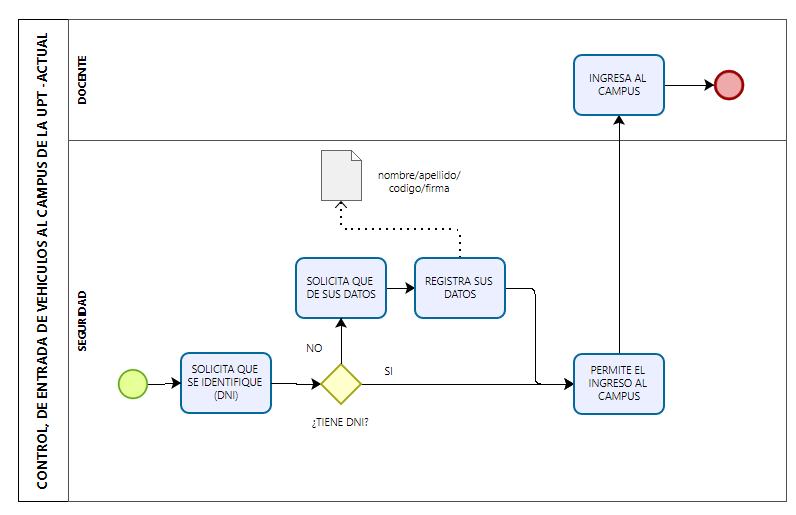 CONTROL, DE ENTRADA DE VEHICULOS AL CAMPUS DE LA UPT - ACTUAL
DOCENTE
INGRESA AL
CAMPUS
SEGURIDAD
nombre/apellido/
codigo/firma
SOLICITA QUE
DE SUS DATOS
REGISTRA SUS
DATOS
NO
SOLICITA QUE
SE IDENTIFIQUE
(DNI)
SI
¿TIENE DNI?
PERMITE EL
INGRESO AL
CAMPUS